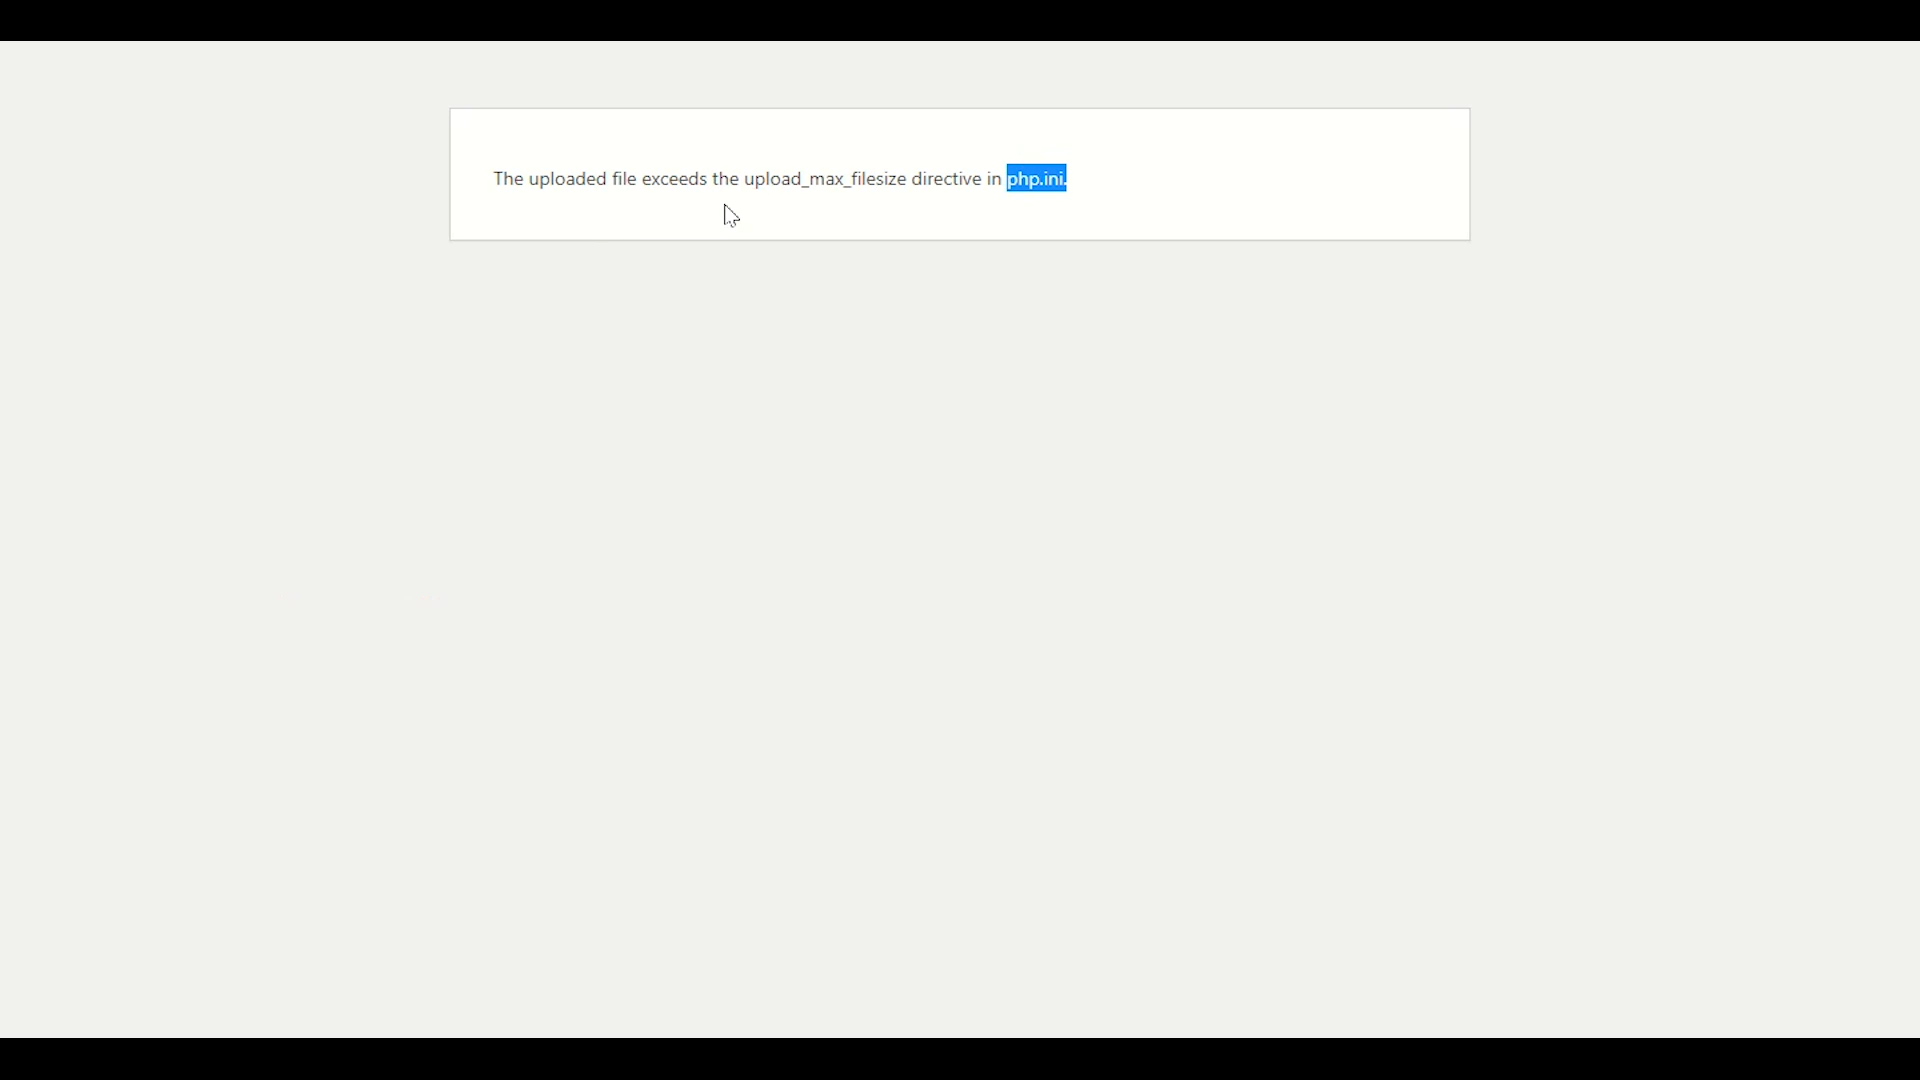 The uploaded file exceeds the upload_max_filesize directive in php.ini.